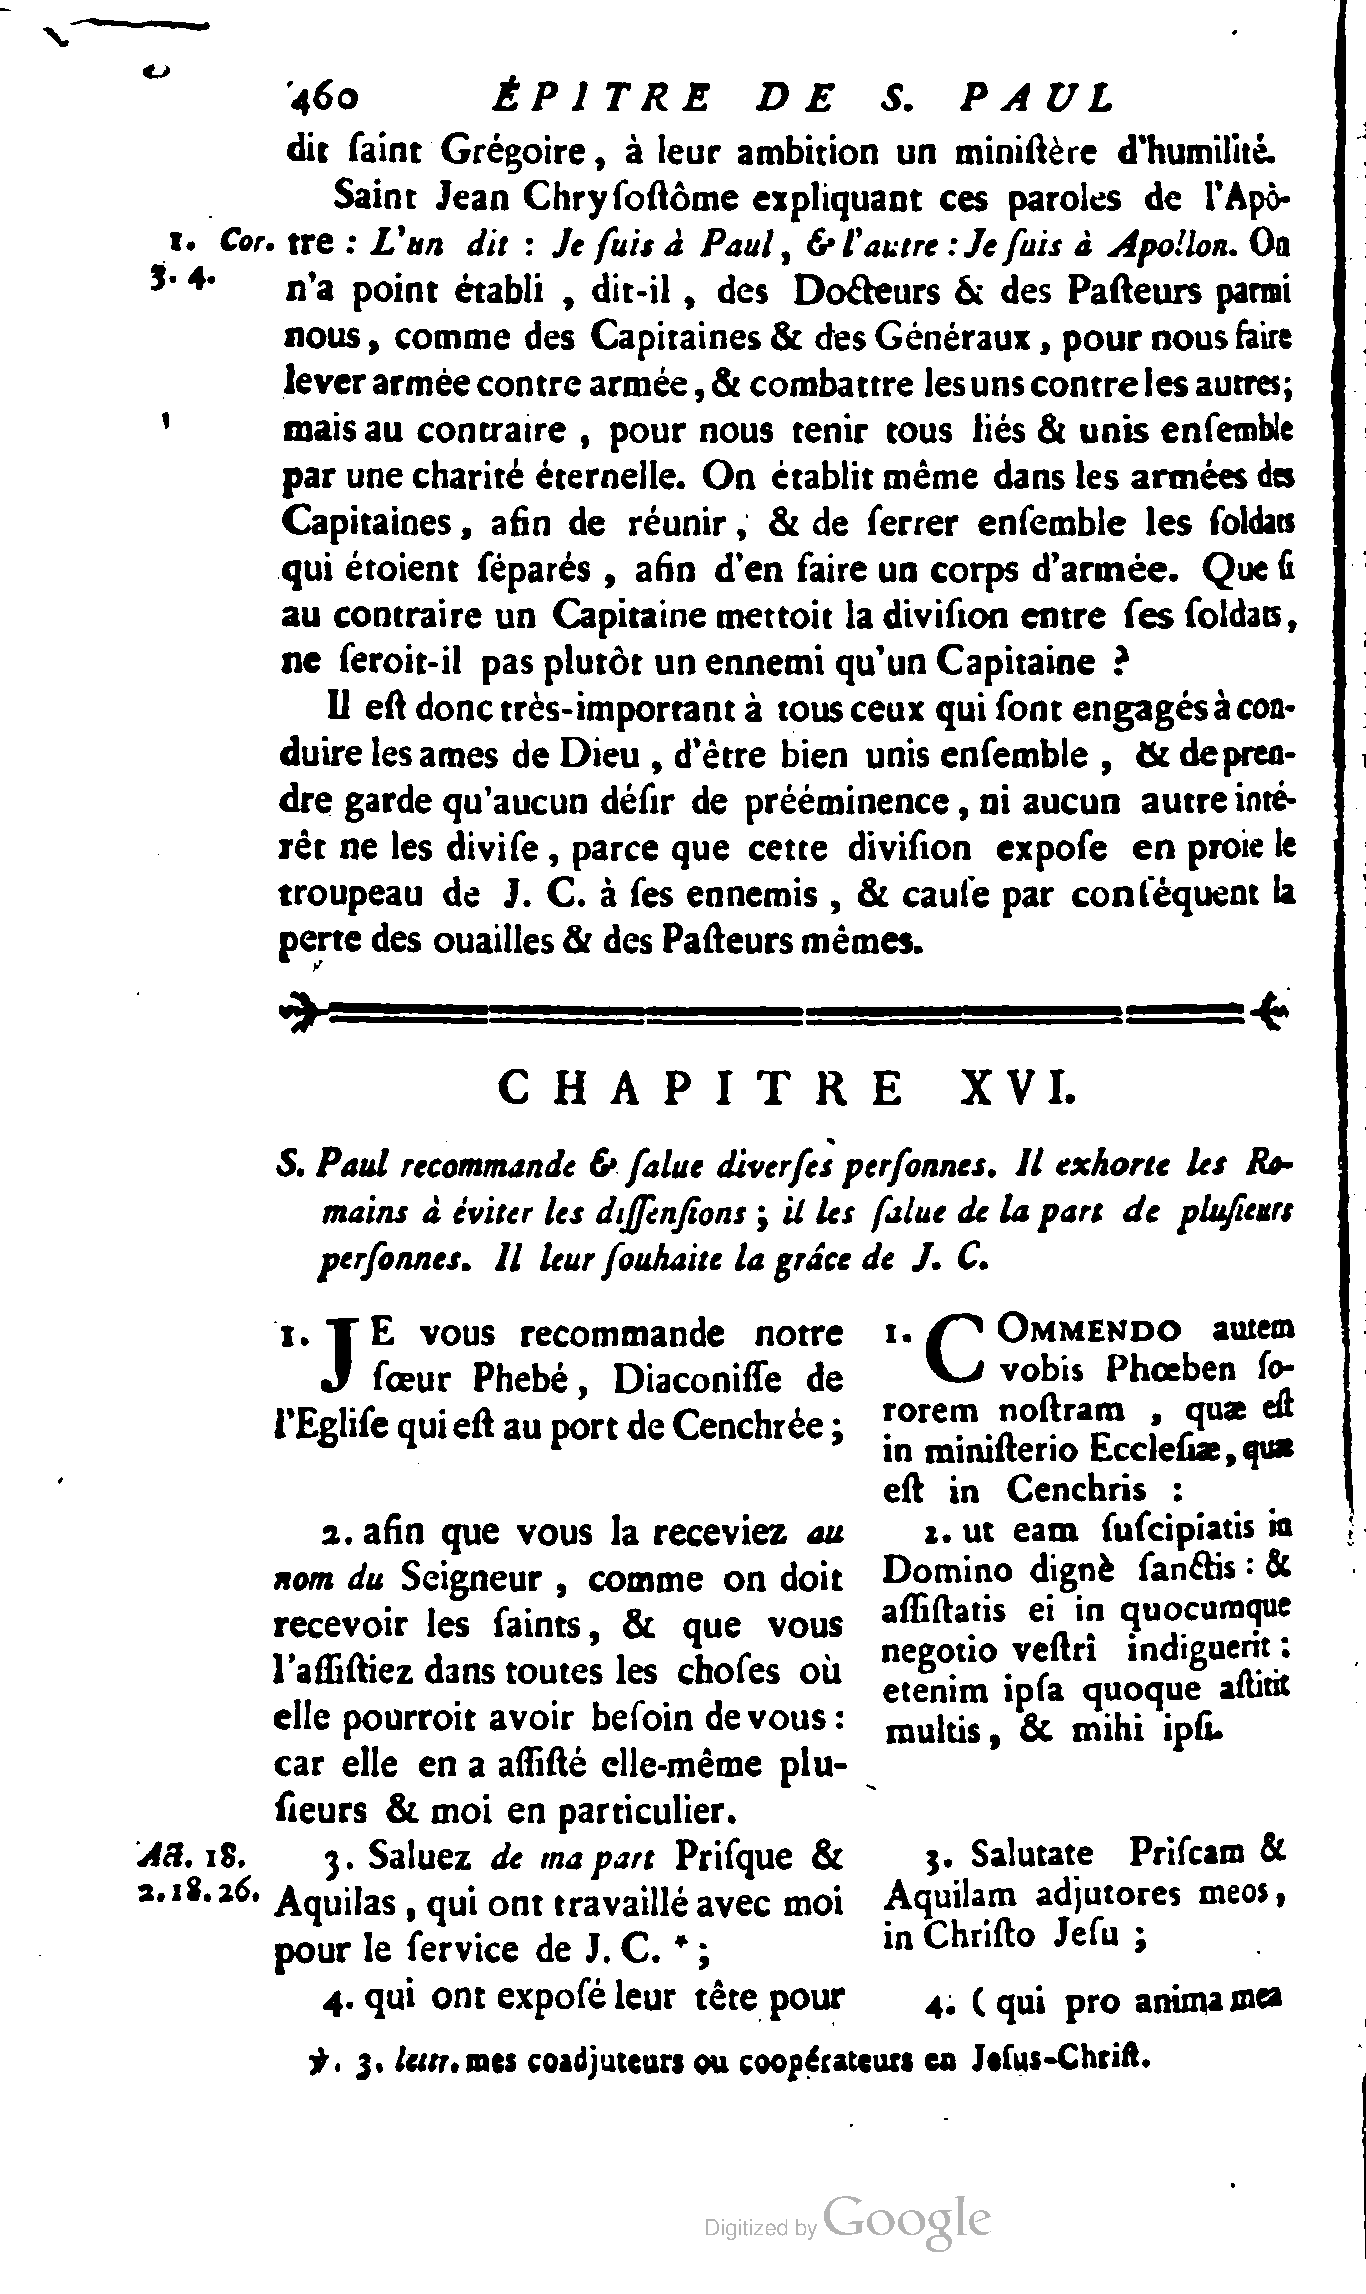 460 ÉPITRE DE S. PAUL
dit ſaint Grégoire, à leur ambition un miniſtère d'humilité.
Saint Jean Chryſoſtôme expliquant ces paroles de l'Apô-
1. Cor. 3. 4.
tre : L'un dit : Je ſuis à Paul, & l'autre : Je ſuis à Apollon. On
n'a point établi, dit-il, des Docteurs & des Paſteurs parmi
nous, comme des Capitaines & des Généraux, pour nous faire
lever armée contre armée, & combattre les uns contre les autres;
mais au contraire, pour nous tenir tous liés & unis enſemble
par une charité éternelle. On établit même dans les armées des
Capitaines, afin de réunir, & de ſerrer enſemble les ſoldats
qui étoient ſéparés, afin d'en faire un corps d'armée. Que ſi
au contraire un Capitaine mettoit la diviſion entre ſes ſoldats,
ne ſeroit-il pas plutôt un ennemi qu'un Capitaine ?
Il eſt donc très-important à tous ceux qui ſont engagés à con-
duire les ames de Dieu, d'être bien unis enſemble, & de pren-
dre garde qu'aucun déſir de prééminence, ni aucun autre inté-
rêt ne les diviſe, parce que cette diviſion expoſe en proie le
troupeau de J. C. à ſes ennemis, & cauſe par conſéquent la
perte des ouailles & des Paſteurs mêmes.
CHAPITRE XVI.
S. Paul recommande & ſalue diverſes perſonnes. Il exhorte les Ro-
mains à éviter les diſſenſions ; il les ſalue de la part de pluſieurs
perſonnes. Il leur ſouhaite la grâce de J. C.
1. JE vous recommande notre
ſœur Phebé, Diaconiſſe de
l'Egliſe qui eſt au port de Cenchrée ;
2. afin que vous la receviez au
nom du Seigneur, comme on doit
recevoir les ſaints, & que vous
l'aſſiſtiez dans toutes les choſes où
elle pourroit avoir beſoin de vous :
car elle en a aſſiſté elle-même plu-
ſieurs & moi en particulier.
Act. 18. 2. 18. 26.
3. Saluez de ma part Priſque &
Aquilas, qui ont travaillé avec moi
pour le ſervice de J. C. * ;
4. qui ont expoſé leur tête pour
1. COMMENDO autem
vobis Phœben ſo-
rorem noſtram, quæ eſt
in miniſterio Eccleſiæ, quæ
eſt in Cenchris :
2. ut eam ſuſcipiatis in
Domino dignè ſanctis : &
aſſiſtatis ei in quocumque
negotio veſtrî indiguerit :
etenim ipſa quoque aſtitit
multis, & mihi ipſi.
3. Salutate Priſcam &
Aquilam adjutores meos,
in Chriſto Jeſu ;
4. ( qui pro anima mea
℣. 3. lettr. mes coadjuteurs ou coopérateurs en Jeſus-Chriſt.
Digitized by Google